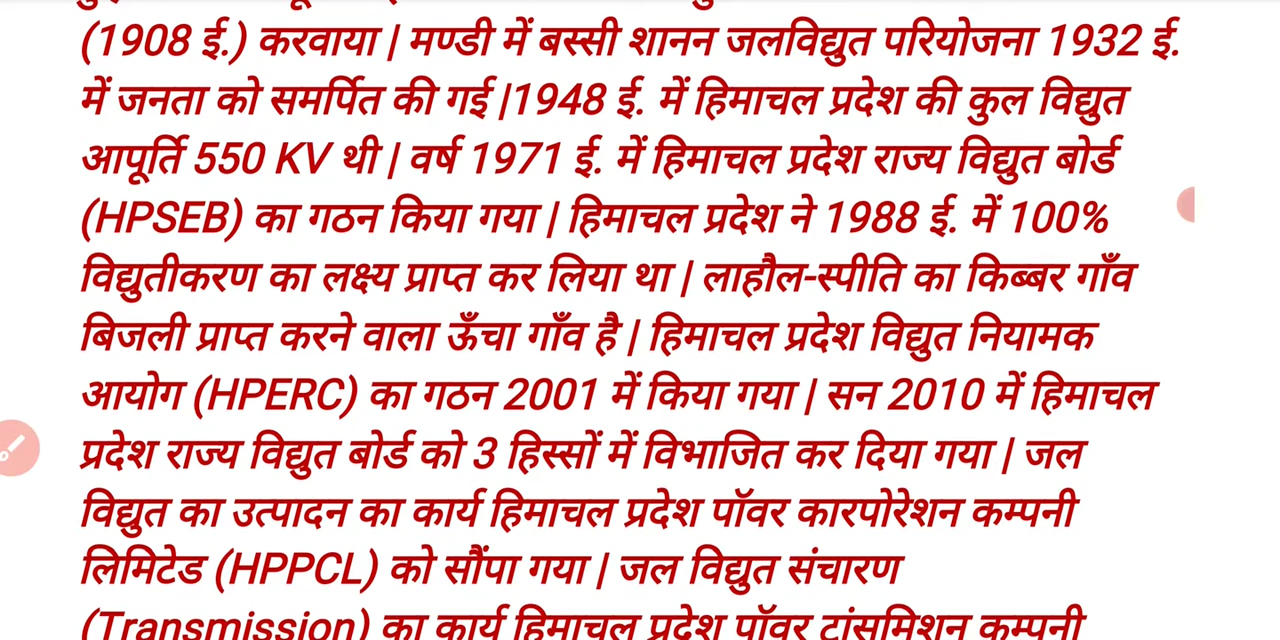 (1908 ई.) करवाया | मण्डी में बस्सी शानन जलविद्युत परियोजना 1932 ई.
में जनता को समर्पित की गई |1948 ई. में हिमाचल प्रदेश की कुल विद्युत
आपूर्ति 550 KV थी | वर्ष 1971 ई. में हिमाचल प्रदेश राज्य विद्युत बोर्ड
(HPSEB) का गठन किया गया | हिमाचल प्रदेश ने 1988 ई. में 100%
विद्युतीकरण का लक्ष्य प्राप्त कर लिया था | लाहौल-स्पीति का किब्बर गाँव
बिजली प्राप्त करने वाला ऊँचा गाँव है | हिमाचल प्रदेश विद्युत नियामक
आयोग (HPERC) का गठन 2001 में किया गया | सन 2010 में हिमाचल
प्रदेश राज्य विद्युत बोर्ड को 3 हिस्सों में विभाजित कर दिया गया | जल
विद्युत का उत्पादन का कार्य हिमाचल प्रदेश पॉवर कारपोरेशन कम्पनी
लिमिटेड (HPPCL) को सौंपा गया | जल विद्युत संचारण
(Transmission) का कार्य हिमाचल प्रदेश पॉवर ट्रांसमिशन कम्पनी